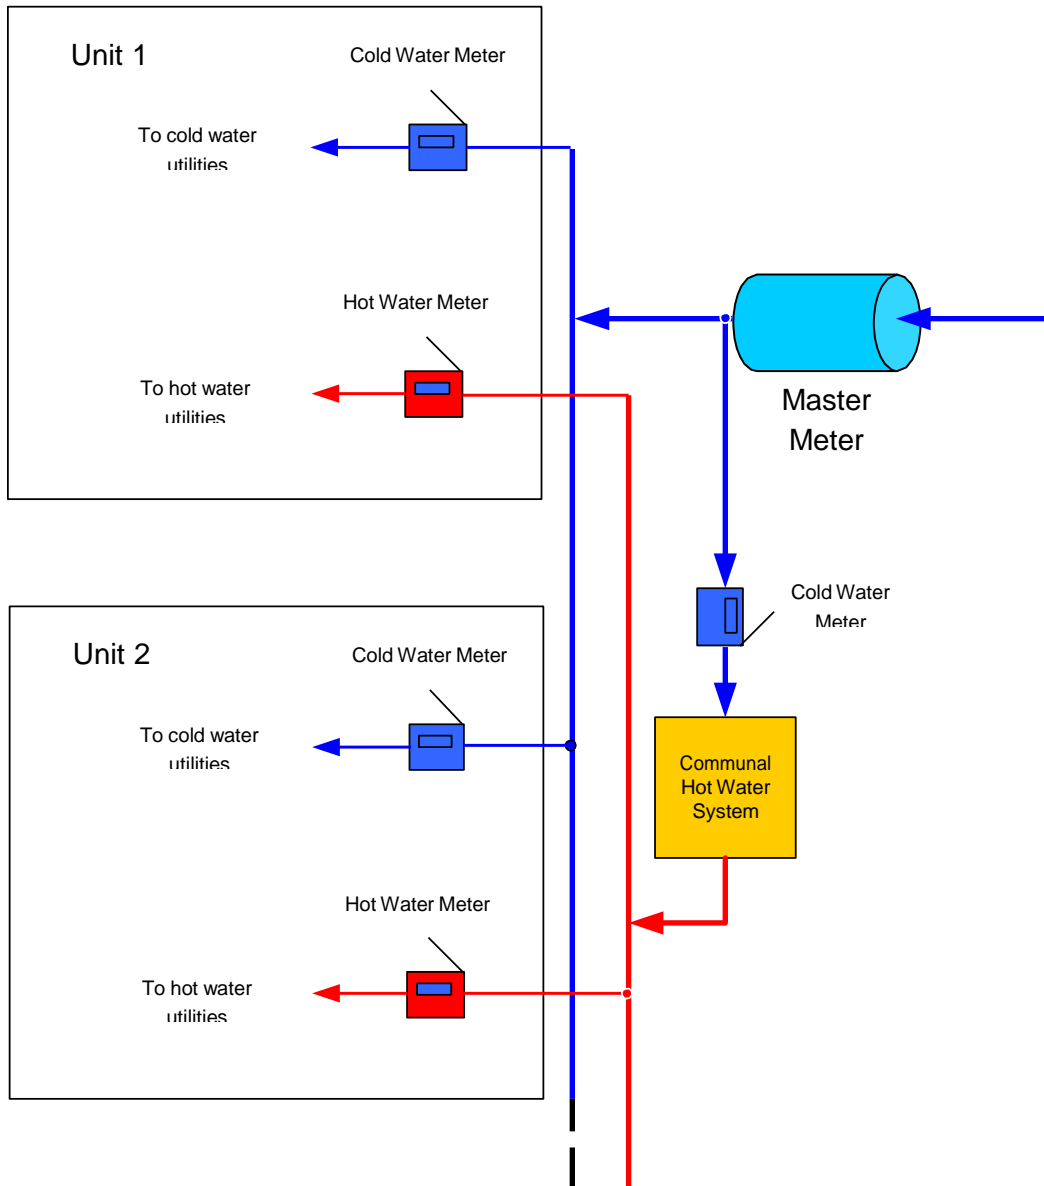 Unit 1
Cold Water Meter
To cold water
utilities
Hot Water Meter
To hot water
utilities
Master
Meter
Cold Water
Meter
Unit 2
Cold Water Meter
To cold water
utilities
Communal
Hot Water
System
Hot Water Meter
To hot water
utilities